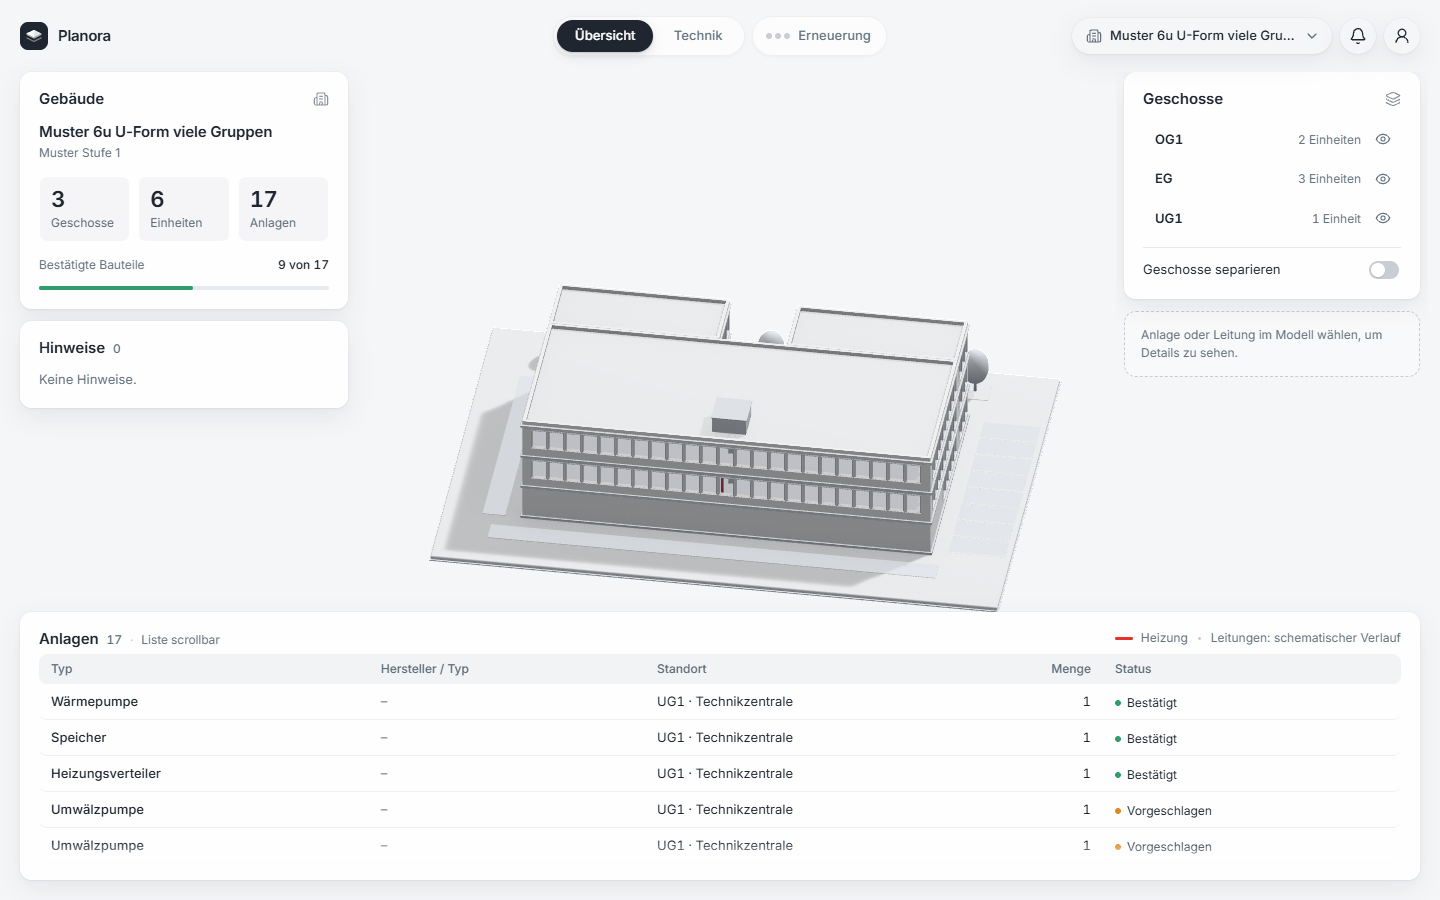 Planora
Übersicht
Technik
Erneuerung
Muster 6u U-Form viele Gru...
Gebäude
Muster 6u U-Form viele Gruppen
Muster Stufe 1
3
Geschosse
6
Einheiten
17
Anlagen
Bestätigte Bauteile 9 von 17
Hinweise 0
Keine Hinweise.
Geschosse
OG1 2 Einheiten
EG 3 Einheiten
UG1 1 Einheit
Geschosse separieren
Anlage oder Leitung im Modell wählen, um
Details zu sehen.
Anlagen 17 · Liste scrollbar
Heizung • Leitungen: schematischer Verlauf
Typ Hersteller / Typ Standort Menge Status
Wärmepumpe – UG1 · Technikzentrale 1 Bestätigt
Speicher – UG1 · Technikzentrale 1 Bestätigt
Heizungsverteiler – UG1 · Technikzentrale 1 Bestätigt
Umwälzpumpe – UG1 · Technikzentrale 1 Vorgeschlagen
Umwälzpumpe – UG1 · Technikzentrale 1 Vorgeschlagen